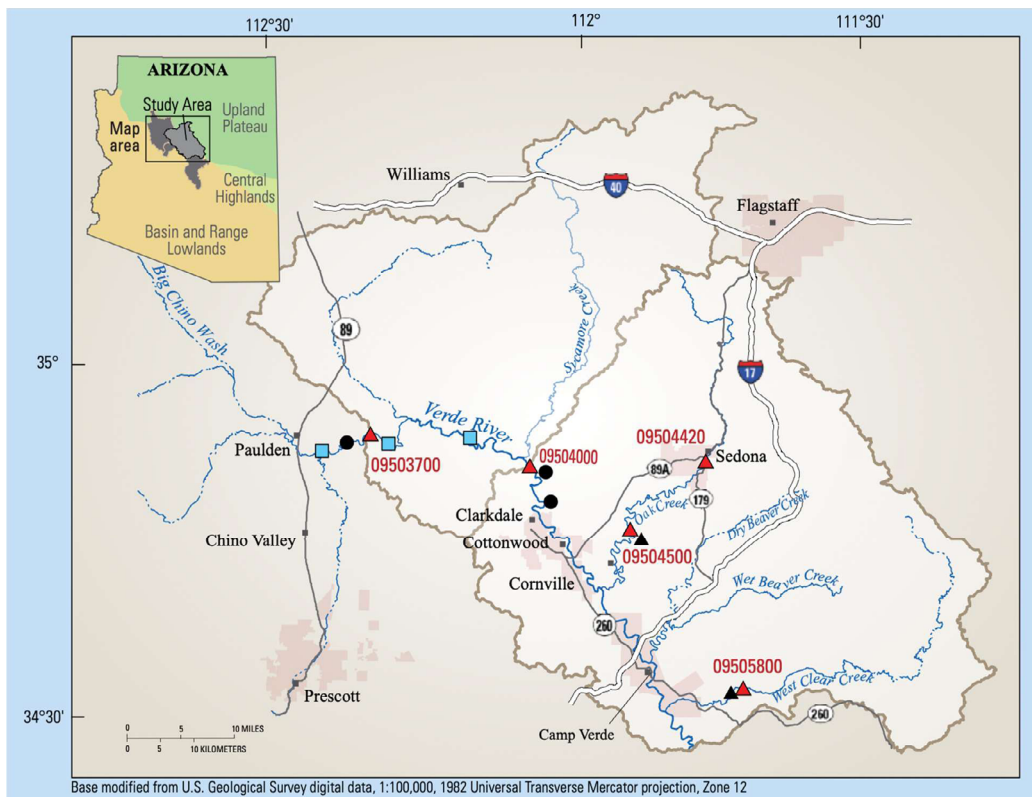 112°30'
112°
111°30'
ARIZONA
Study Area
Upland
Plateau
Map
area
Central
Highlands
Basin and Range
Lowlands
Williams
40
Flagstaff
Big Chino Wash
Sycamore Creek
89
35°
17
Verde River
Paulden
09503700
09504000
09504420
Sedona
89A
179
Clarkdale
Oak Creek
Dry Beaver Creek
Chino Valley
Cottonwood
09504500
Cornville
Wet Beaver Creek
260
09505800
Prescott
West Clear Creek
34°30'
Camp Verde
260
0 5 10 MILES
0 5 10 KILOMETERS
Base modified from U.S. Geological Survey digital data, 1:100,000, 1982 Universal Transverse Mercator projection, Zone 12